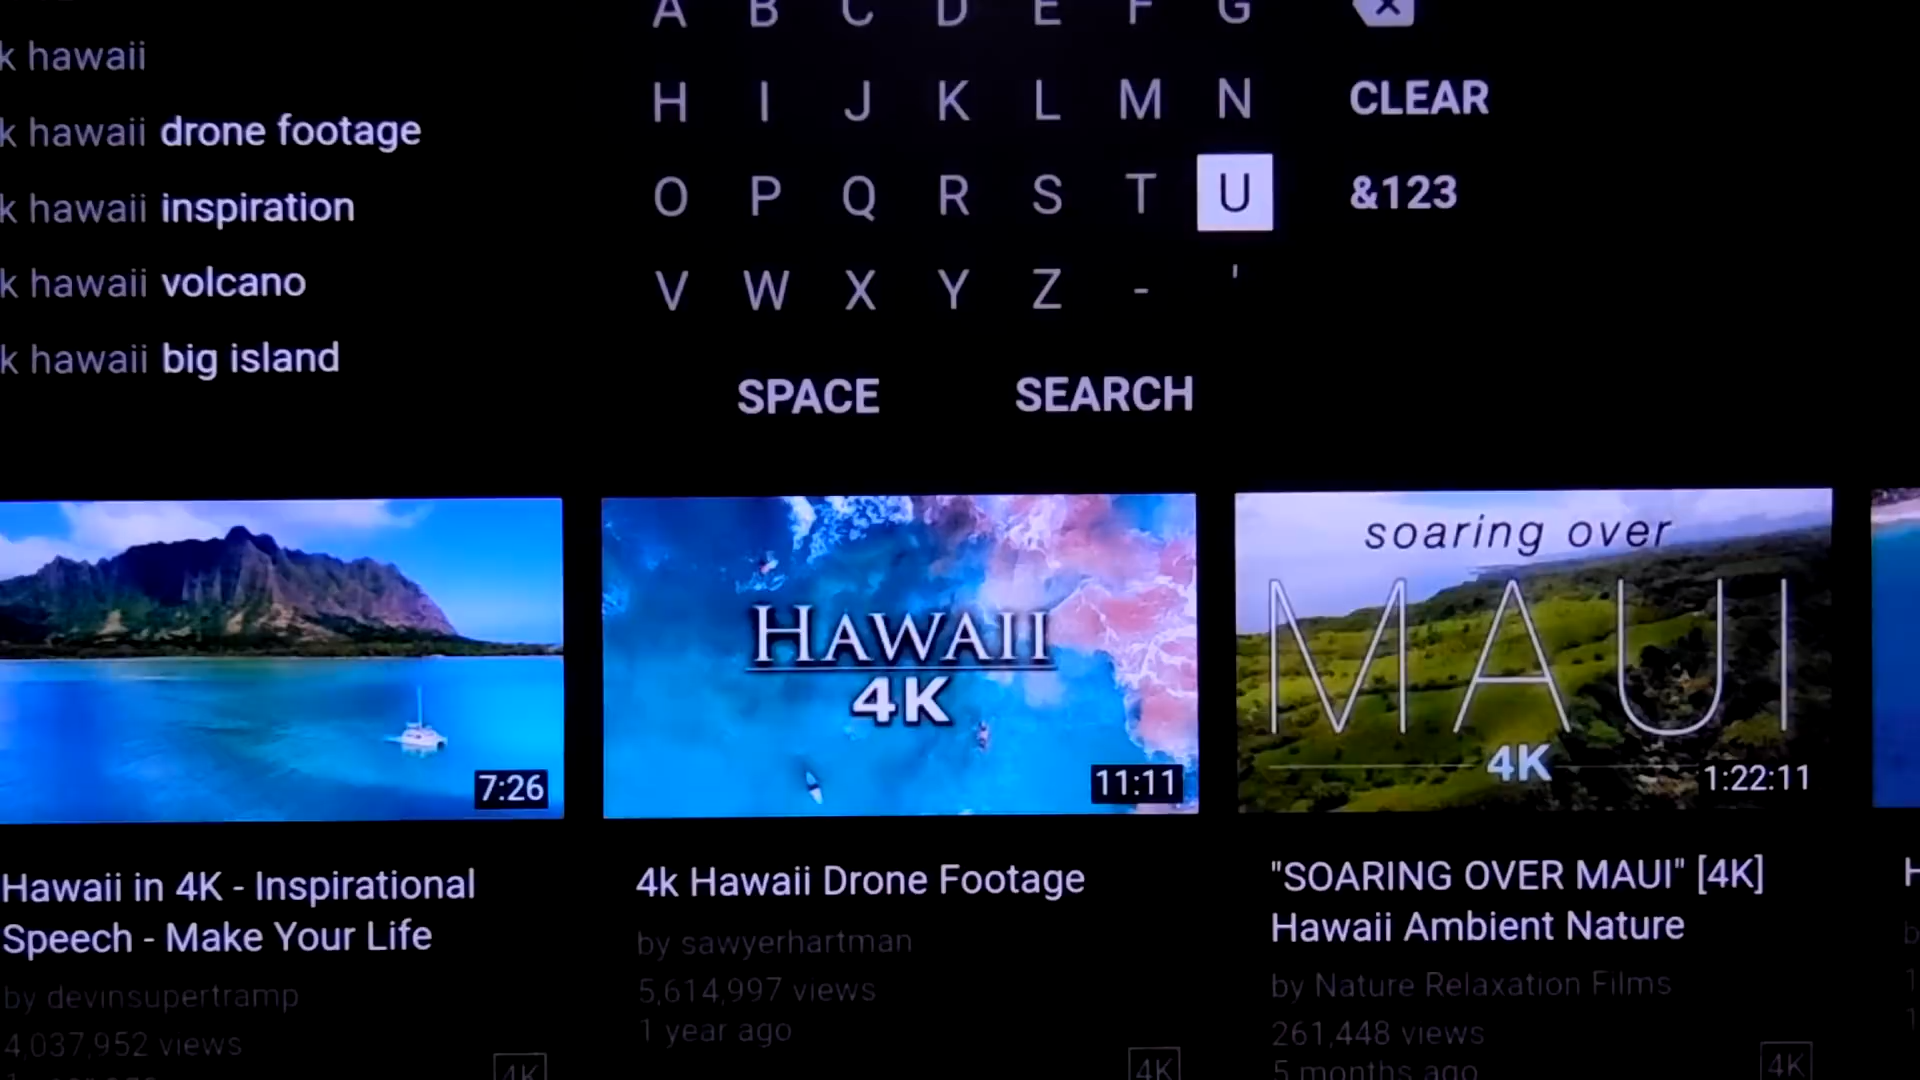 k hawaii
k hawaii drone footage
k hawaii inspiration
k hawaii volcano
k hawaii big island
A B C D E F G
H I J K L M N CLEAR
O P Q R S T U &123
V W X Y Z - '
SPACE SEARCH
7:26
Hawaii in 4K - Inspirational
Speech - Make Your Life
by devinsupertramp
4,037,952 views
4K
HAWAII
4K
11:11
4k Hawaii Drone Footage
by sawyerhartman
5,614,997 views
1 year ago
4K
soaring over
MAUI
4K
1:22:11
"SOARING OVER MAUI" [4K]
Hawaii Ambient Nature
by Nature Relaxation Films
261,448 views
5 months ago
4K